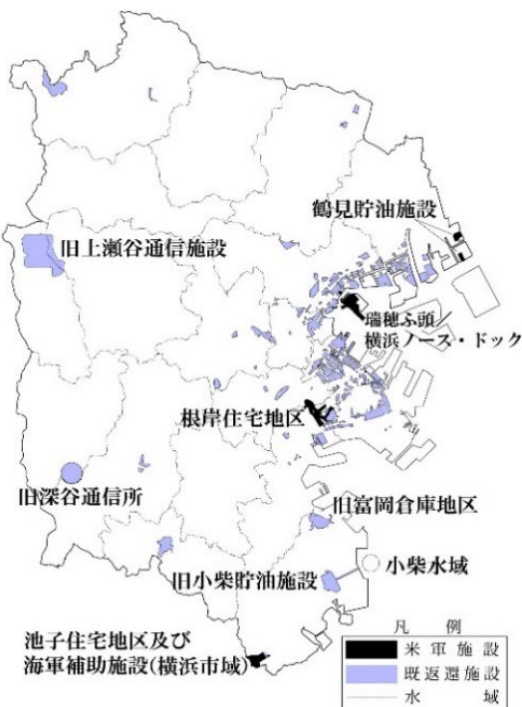 鶴見貯油施設
旧上瀬谷通信施設
瑞穂ふ頭／
横浜ノース・ドック
根岸住宅地区
旧深谷通信所
旧富岡倉庫地区
小柴水域
旧小柴貯油施設
池子住宅地区及び
海軍補助施設(横浜市域)
凡例
米軍施設
既返還施設
水域